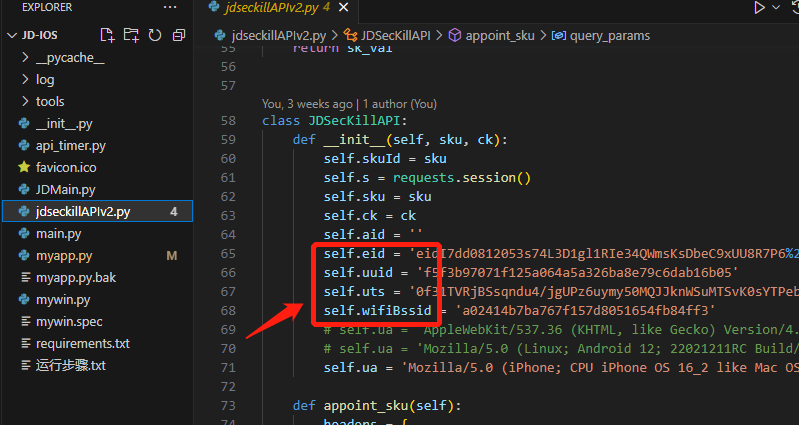 EXPLORER
JD-IOS
__pycache__
log
tools
__init__.py
api_timer.py
favicon.ico
JDMain.py
jdseckillAPIv2.py 4
main.py
myapp.py M
myapp.py.bak
mywin.py
mywin.spec
requirements.txt
运行步骤.txt
jdseckillAPIv2.py 4
jdseckillAPIv2.py > JDSecKillAPI > appoint_sku > query_params
55 return sk_val
56
57
You, 3 weeks ago | 1 author (You)
58 class JDSecKillAPI:
59 def __init__(self, sku, ck):
60 self.skuId = sku
61 self.s = requests.session()
62 self.sku = sku
63 self.ck = ck
64 self.aid = ''
65 self.eid = 'eidI7dd0812053s74L3D1gl1RIe34QWmsKsDbeC9xUU8R7P6%2
66 self.uuid = 'f5f3b97071f125a064a5a326ba8e79c6dab16b05'
67 self.uts = '0f31TVRjBSsqndu4/jgUPz6uymy50MQJJknWSuMTSvK0sYTPeb
68 self.wifiBssid = 'a02414b7ba767f157d8051654fb84ff3'
69 # self.ua = AppleWebKit/537.36 (KHTML, like Gecko) Version/4.
70 # self.ua = 'Mozilla/5.0 (Linux; Android 12; 22021211RC Build/
71 self.ua = 'Mozilla/5.0 (iPhone; CPU iPhone OS 16_2 like Mac OS
72
73 def appoint_sku(self):
74 headers = {